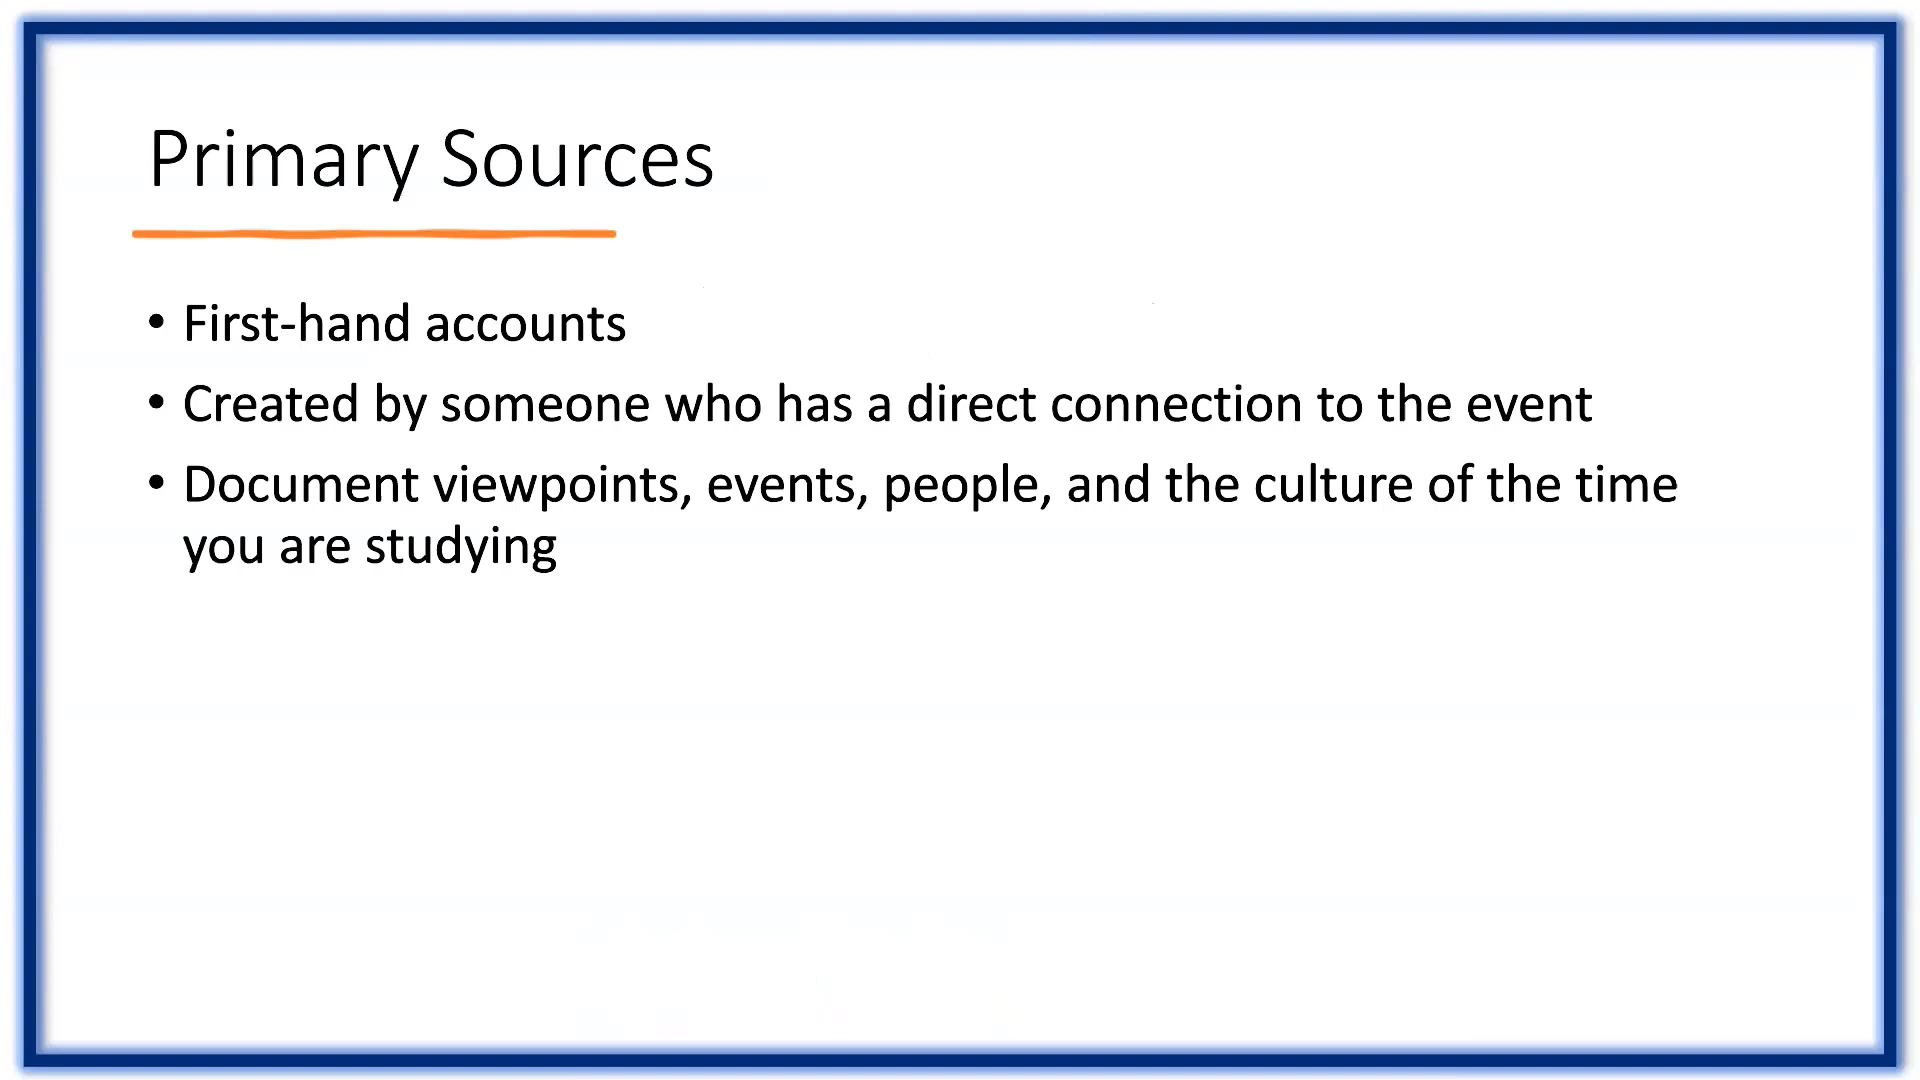 Primary Sources
• First-hand accounts
• Created by someone who has a direct connection to the event
• Document viewpoints, events, people, and the culture of the time
you are studying